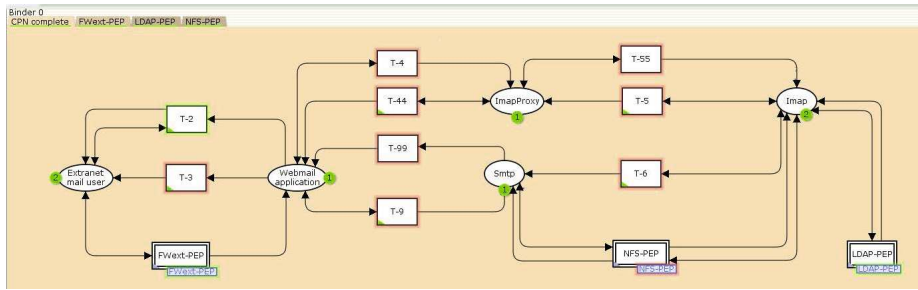 Binder 0
CPN complete FWext-PEP LDAP-PEP NFS-PEP
T-4
T-55
T-44
ImapProxy
1
T-5
Imap
2
T-2
T-99
2
Extranet
mail user
T-3
Webmail
application
1
Smtp
1
T-6
T-9
FWext-PEP
FWext-PEP
NFS-PEP
NFS-PEP
LDAP-PEP
LDAP-PEP